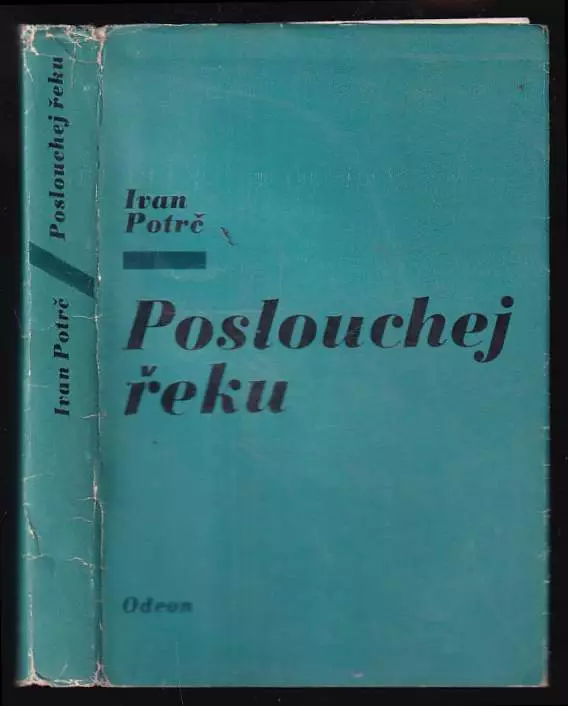 Ivan Potrč / Poslouchej řeku
Ivan
Potrč
Poslouchej
řeku
Odeon